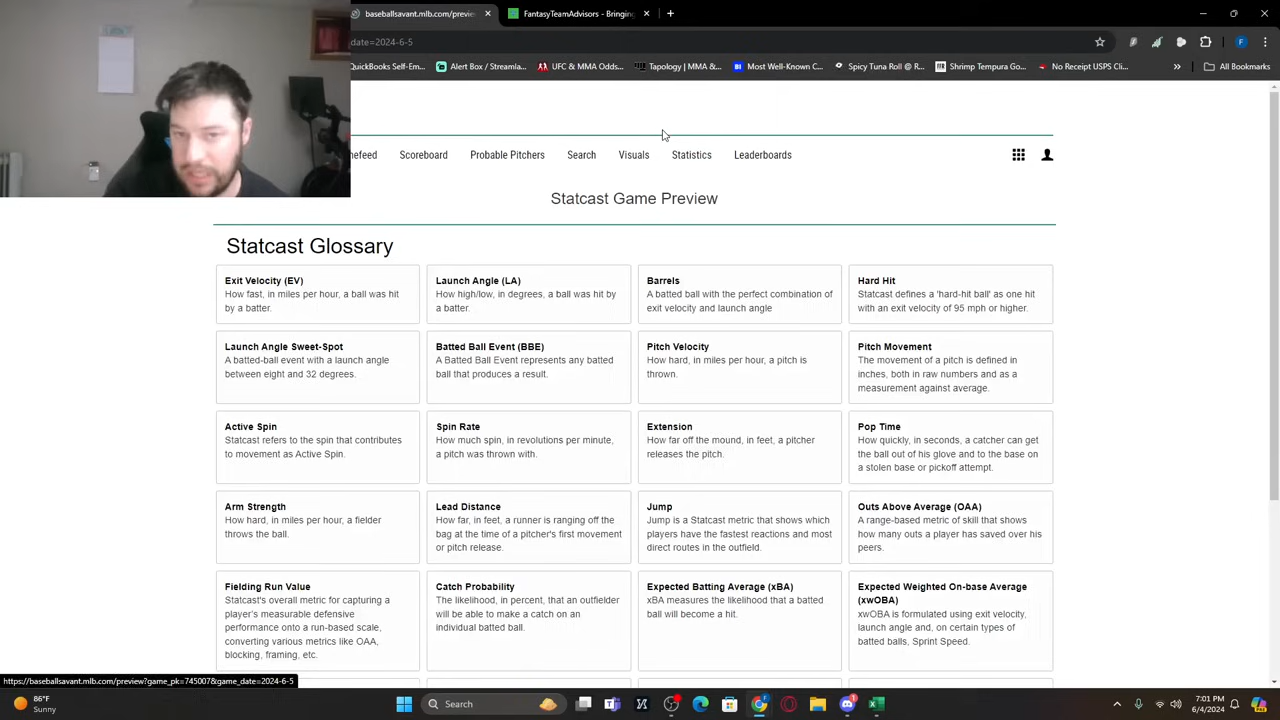 baseballsavant.mlb.com/previe
FantasyTeamAdvisors - Bringing
date=2024-6-5
QuickBooks Self-Em...
Alert Box / Streamla...
UFC & MMA Odds...
Tapology | MMA &...
Most Well-Known C...
Spicy Tuna Roll @ R...
Shrimp Tempura Go...
No Receipt USPS Cli...
All Bookmarks
mefeed
Scoreboard
Probable Pitchers
Search
Visuals
Statistics
Leaderboards
Statcast Game Preview
Statcast Glossary
Exit Velocity (EV)
How fast, in miles per hour, a ball was hit
by a batter.
Launch Angle (LA)
How high/low, in degrees, a ball was hit by
a batter.
Barrels
A batted ball with the perfect combination of
exit velocity and launch angle
Hard Hit
Statcast defines a 'hard-hit ball' as one hit
with an exit velocity of 95 mph or higher.
Launch Angle Sweet-Spot
A batted-ball event with a launch angle
between eight and 32 degrees.
Batted Ball Event (BBE)
A Batted Ball Event represents any batted
ball that produces a result.
Pitch Velocity
How hard, in miles per hour, a pitch is
thrown.
Pitch Movement
The movement of a pitch is defined in
inches, both in raw numbers and as a
measurement against average.
Active Spin
Statcast refers to the spin that contributes
to movement as Active Spin.
Spin Rate
How much spin, in revolutions per minute,
a pitch was thrown with.
Extension
How far off the mound, in feet, a pitcher
releases the pitch.
Pop Time
How quickly, in seconds, a catcher can get
the ball out of his glove and to the base on
a stolen base or pickoff attempt.
Arm Strength
How hard, in miles per hour, a fielder
throws the ball.
Lead Distance
How far, in feet, a runner is ranging off the
bag at the time of a pitcher's first movement
or pitch release.
Jump
Jump is a Statcast metric that shows which
players have the fastest reactions and most
direct routes in the outfield.
Outs Above Average (OAA)
A range-based metric of skill that shows
how many outs a player has saved over his
peers.
Fielding Run Value
Statcast's overall metric for capturing a
player's measurable defensive
performance onto a run-based scale,
converting various metrics like OAA,
blocking, framing, etc.
Catch Probability
The likelihood, in percent, that an outfielder
will be able to make a catch on an
individual batted ball.
Expected Batting Average (xBA)
xBA measures the likelihood that a batted
ball will become a hit.
Expected Weighted On-base Average
(xwOBA)
xwOBA is formulated using exit velocity,
launch angle and, on certain types of
batted balls, Sprint Speed.
https://baseballsavant.mlb.com/preview?game_pk=745007&game_date=2024-6-5
86°F
Sunny
Search
7:01 PM
6/4/2024